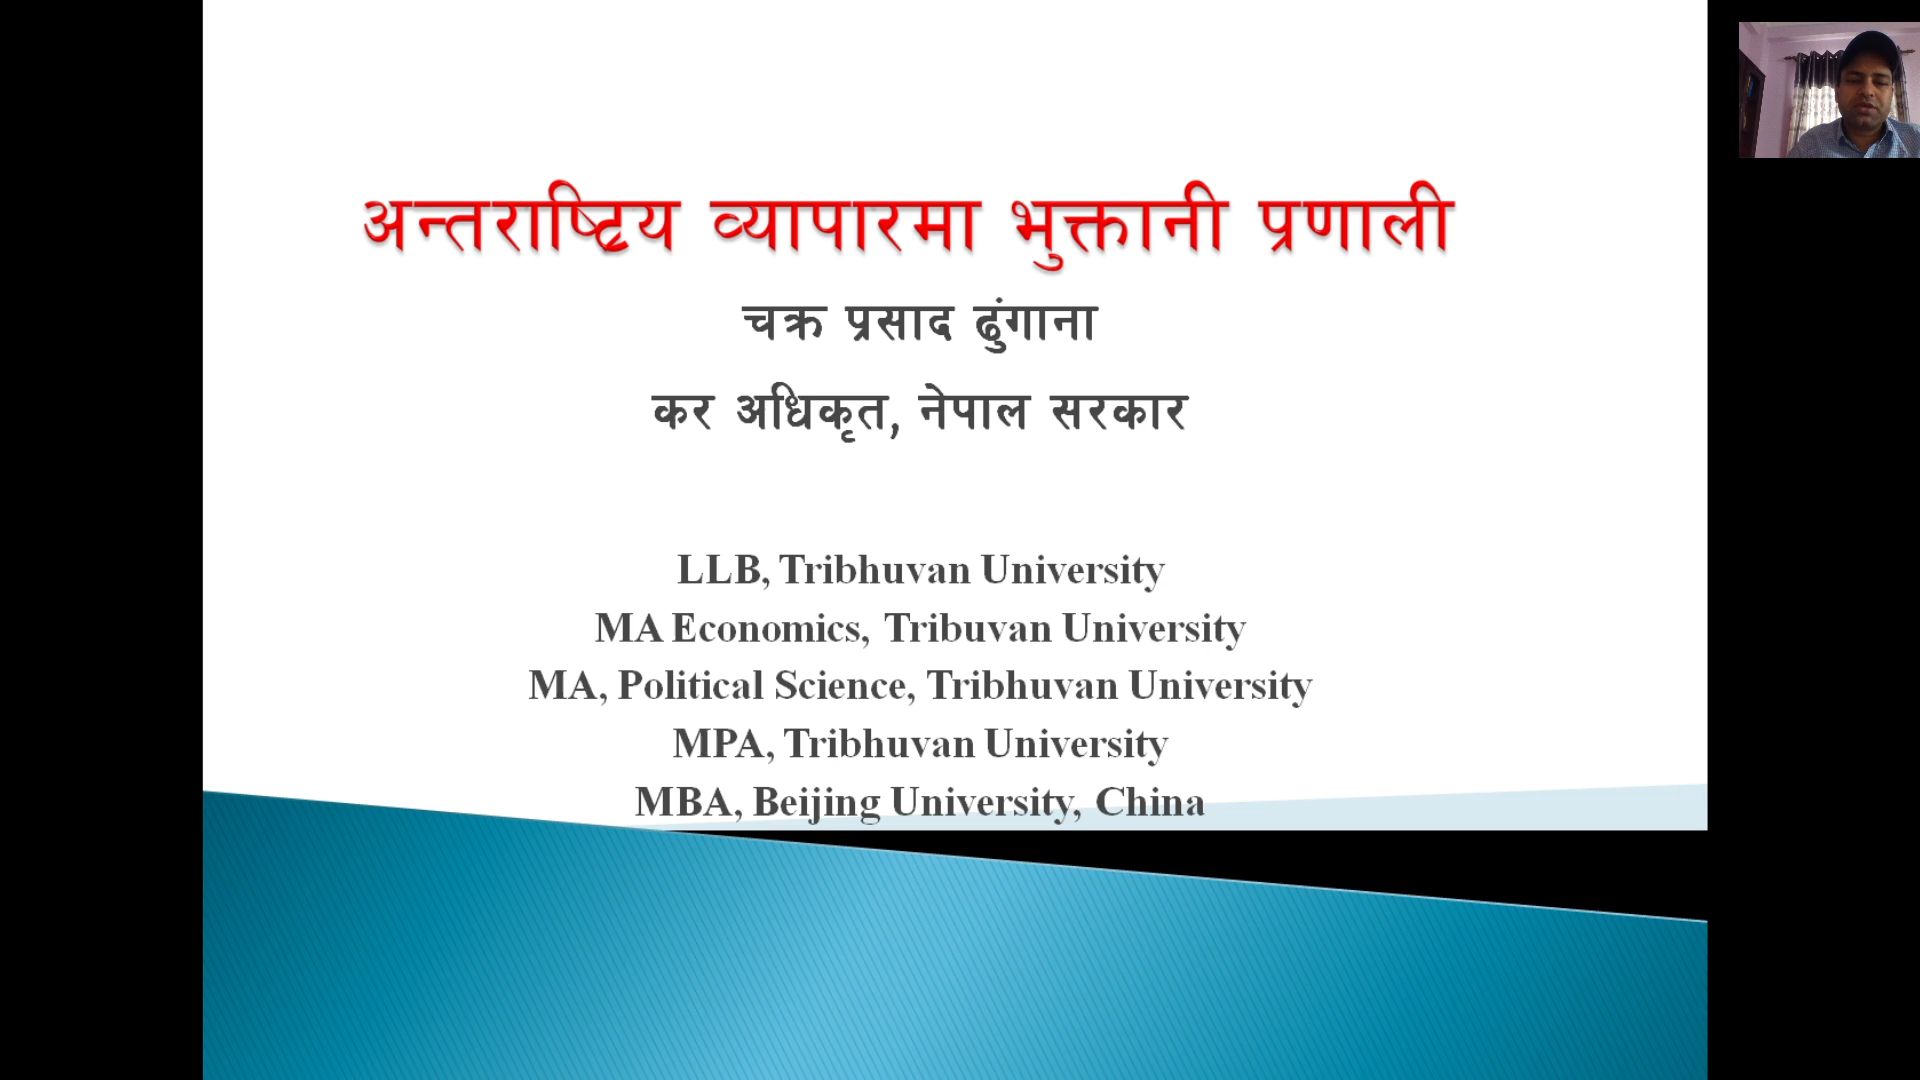 अन्तराष्ट्रिय व्यापारमा भुक्तानी प्रणाली
चक्र प्रसाद ढुंगाना
कर अधिकृत, नेपाल सरकार
LLB, Tribhuvan University
MA Economics, Tribuvan University
MA, Political Science, Tribhuvan University
MPA, Tribhuvan University
MBA, Beijing University, China